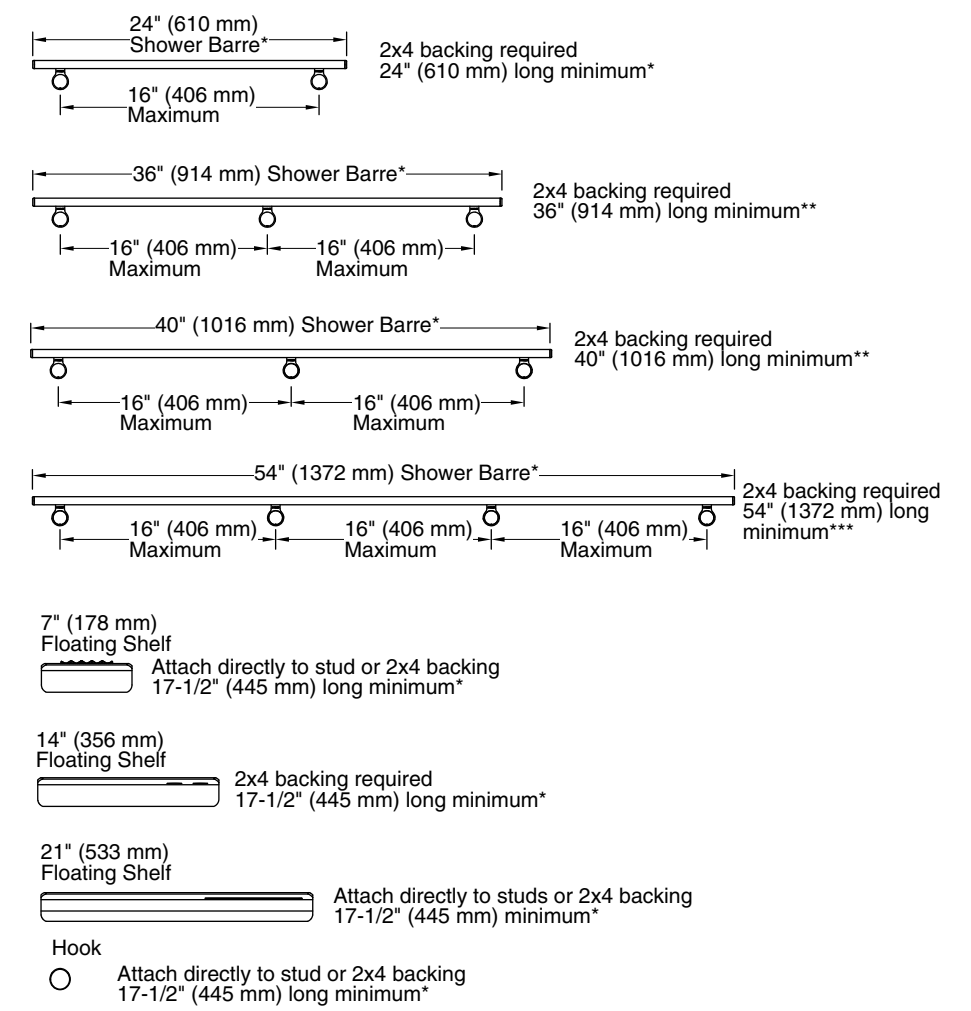 24" (610 mm)
Shower Barre*
2x4 backing required
24" (610 mm) long minimum*
16" (406 mm)
Maximum
36" (914 mm) Shower Barre*
2x4 backing required
36" (914 mm) long minimum**
16" (406 mm)
Maximum
16" (406 mm)
Maximum
40" (1016 mm) Shower Barre*
2x4 backing required
40" (1016 mm) long minimum**
16" (406 mm)
Maximum
16" (406 mm)
Maximum
54" (1372 mm) Shower Barre*
2x4 backing required
54" (1372 mm) long
minimum***
16" (406 mm)
Maximum
16" (406 mm)
Maximum
16" (406 mm)
Maximum
7" (178 mm)
Floating Shelf
Attach directly to stud or 2x4 backing
17-1/2" (445 mm) long minimum*
14" (356 mm)
Floating Shelf
2x4 backing required
17-1/2" (445 mm) long minimum*
21" (533 mm)
Floating Shelf
Attach directly to studs or 2x4 backing
17-1/2" (445 mm) minimum*
Hook
Attach directly to stud or 2x4 backing
17-1/2" (445 mm) long minimum*